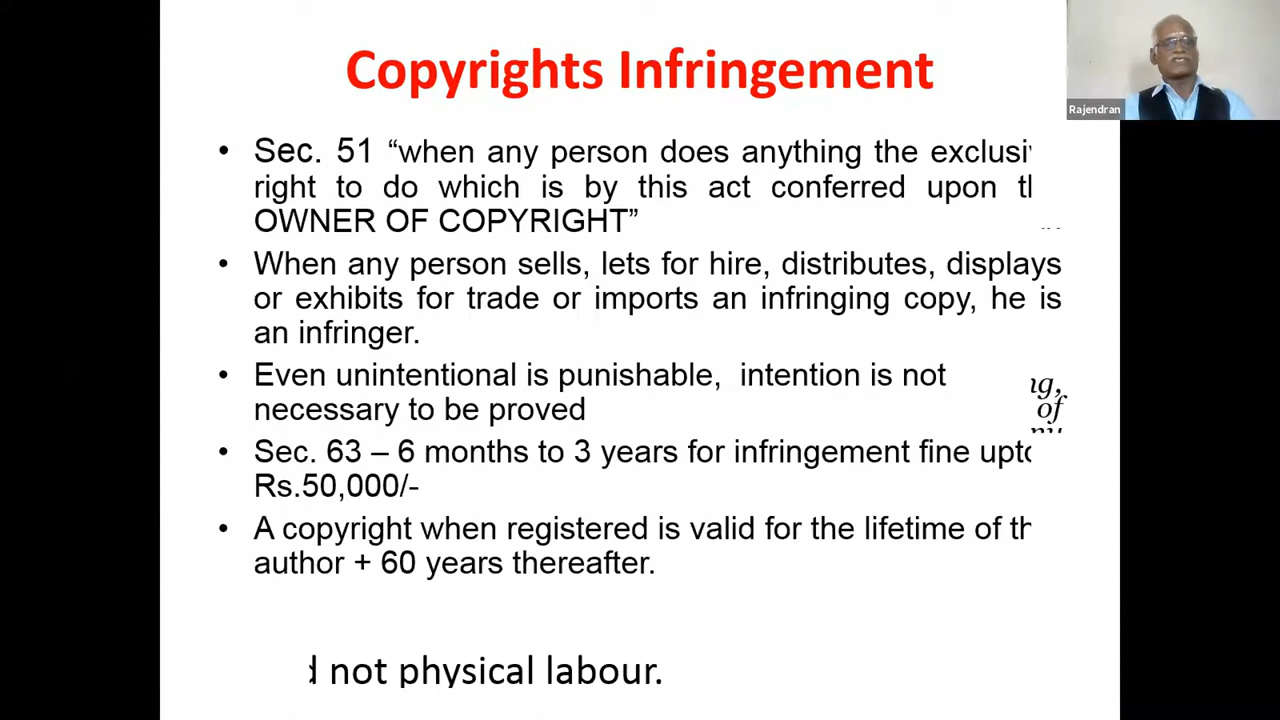 Copyrights Infringement
Rajendran
• Sec. 51 “when any person does anything the exclusiv
right to do which is by this act conferred upon th
OWNER OF COPYRIGHT”
• When any person sells, lets for hire, distributes, displays
or exhibits for trade or imports an infringing copy, he is
an infringer.
• Even unintentional is punishable, intention is not
necessary to be proved
of
• Sec. 63 – 6 months to 3 years for infringement fine upto
Rs.50,000/-
• A copyright when registered is valid for the lifetime of th
author + 60 years thereafter.
not physical labour.